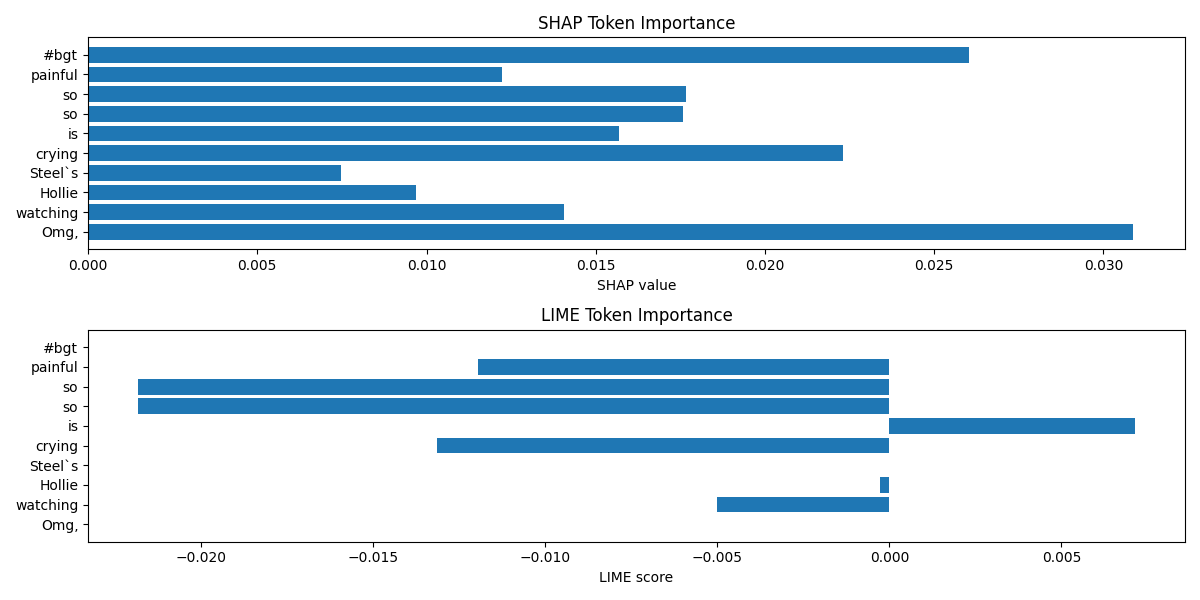 SHAP Token Importance
#bgt
painful
so
so
is
crying
Steel`s
Hollie
watching
Omg,
0.000 0.005 0.010 0.015 0.020 0.025 0.030
SHAP value
LIME Token Importance
#bgt
painful
so
so
is
crying
Steel`s
Hollie
watching
Omg,
−0.020 −0.015 −0.010 −0.005 0.000 0.005
LIME score